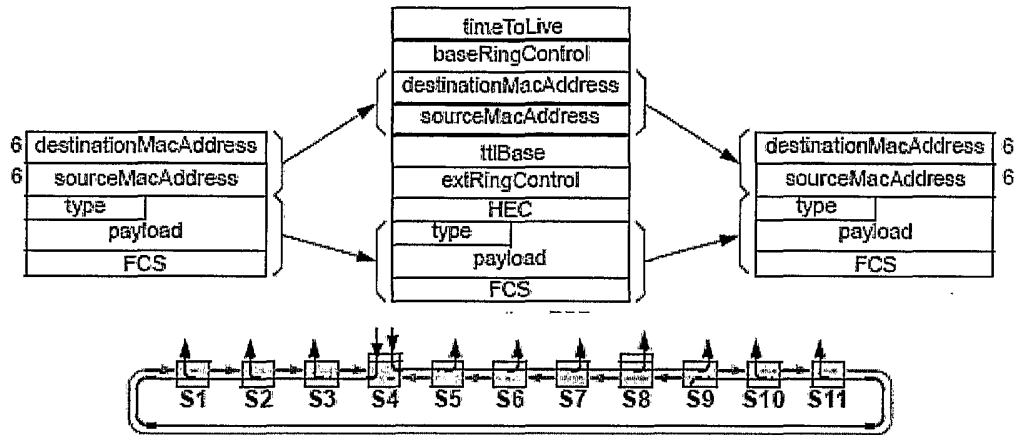 timeToLive
baseRingControl
destinationMacAddress
sourceMacAddress
ttlBase
extRingControl
HEC
type
payload
FCS
6 destinationMacAddress
6 sourceMacAddress
type
payload
FCS
destinationMacAddress 6
sourceMacAddress 6
type
payload
FCS
S1 S2 S3 S4 S5 S6 S7 S8 S9 S10 S11